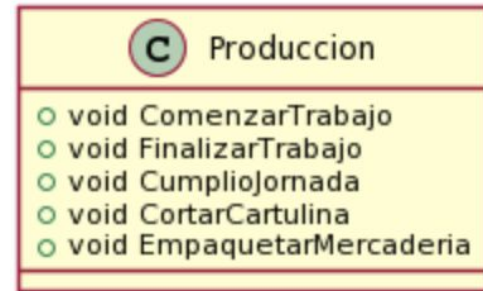 C Produccion
void ComenzarTrabajo
void FinalizarTrabajo
void CumplioJornada
void CortarCartulina
void EmpaquetarMercaderia